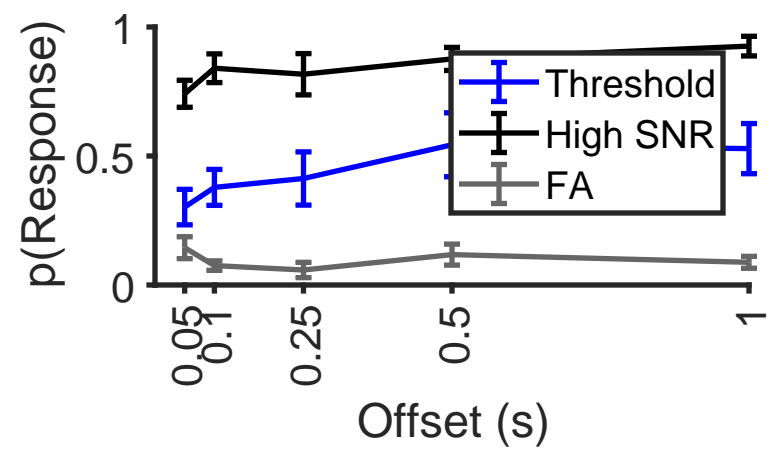 p(Response)
1
0.5
0
Threshold
High SNR
FA
0.05
0.1
0.25
0.5
1
Offset (s)